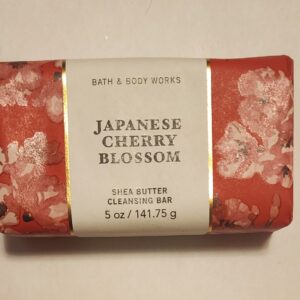 BATH & BODY WORKS
JAPANESE
CHERRY
BLOSSOM
SHEA BUTTER
CLEANSING BAR
5 oz / 141.75 g